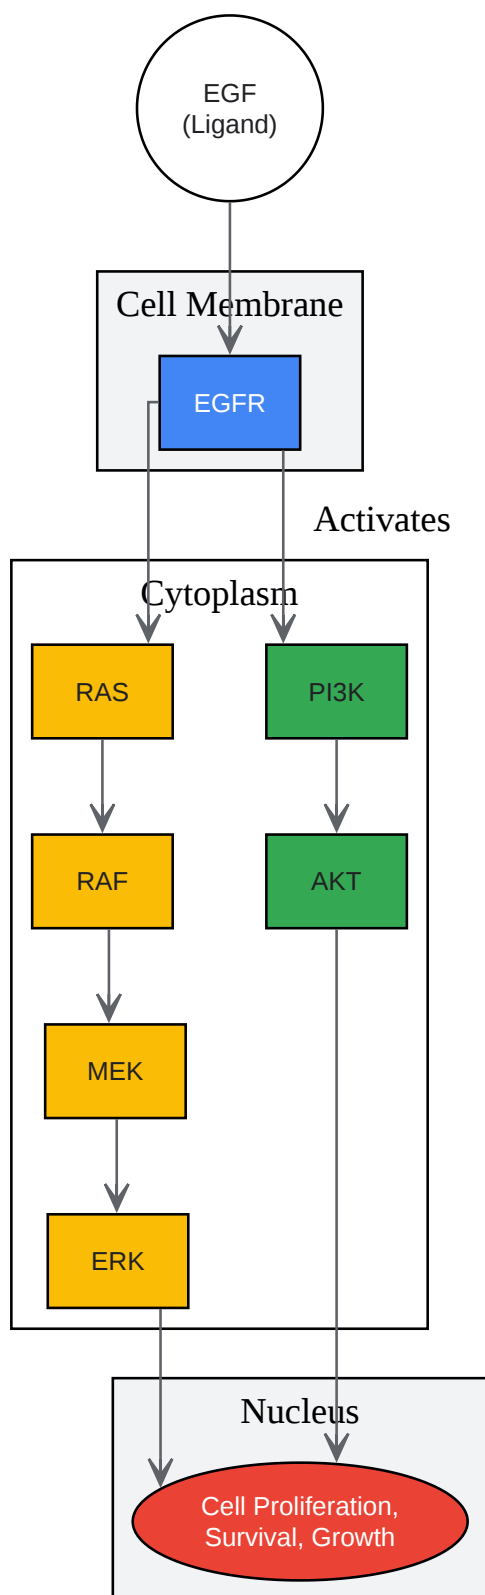 EGF
(Ligand)
Cell Membrane
EGFR
Activates
Cytoplasm
RAS
PI3K
RAF
AKT
MEK
ERK
Nucleus
Cell Proliferation,
Survival, Growth